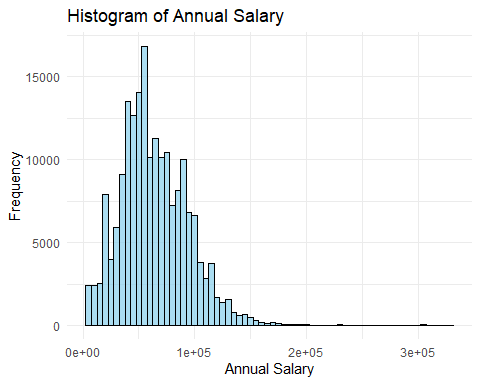 Histogram of Annual Salary
Frequency
15000
10000
5000
0
0e+00 1e+05 2e+05 3e+05
Annual Salary